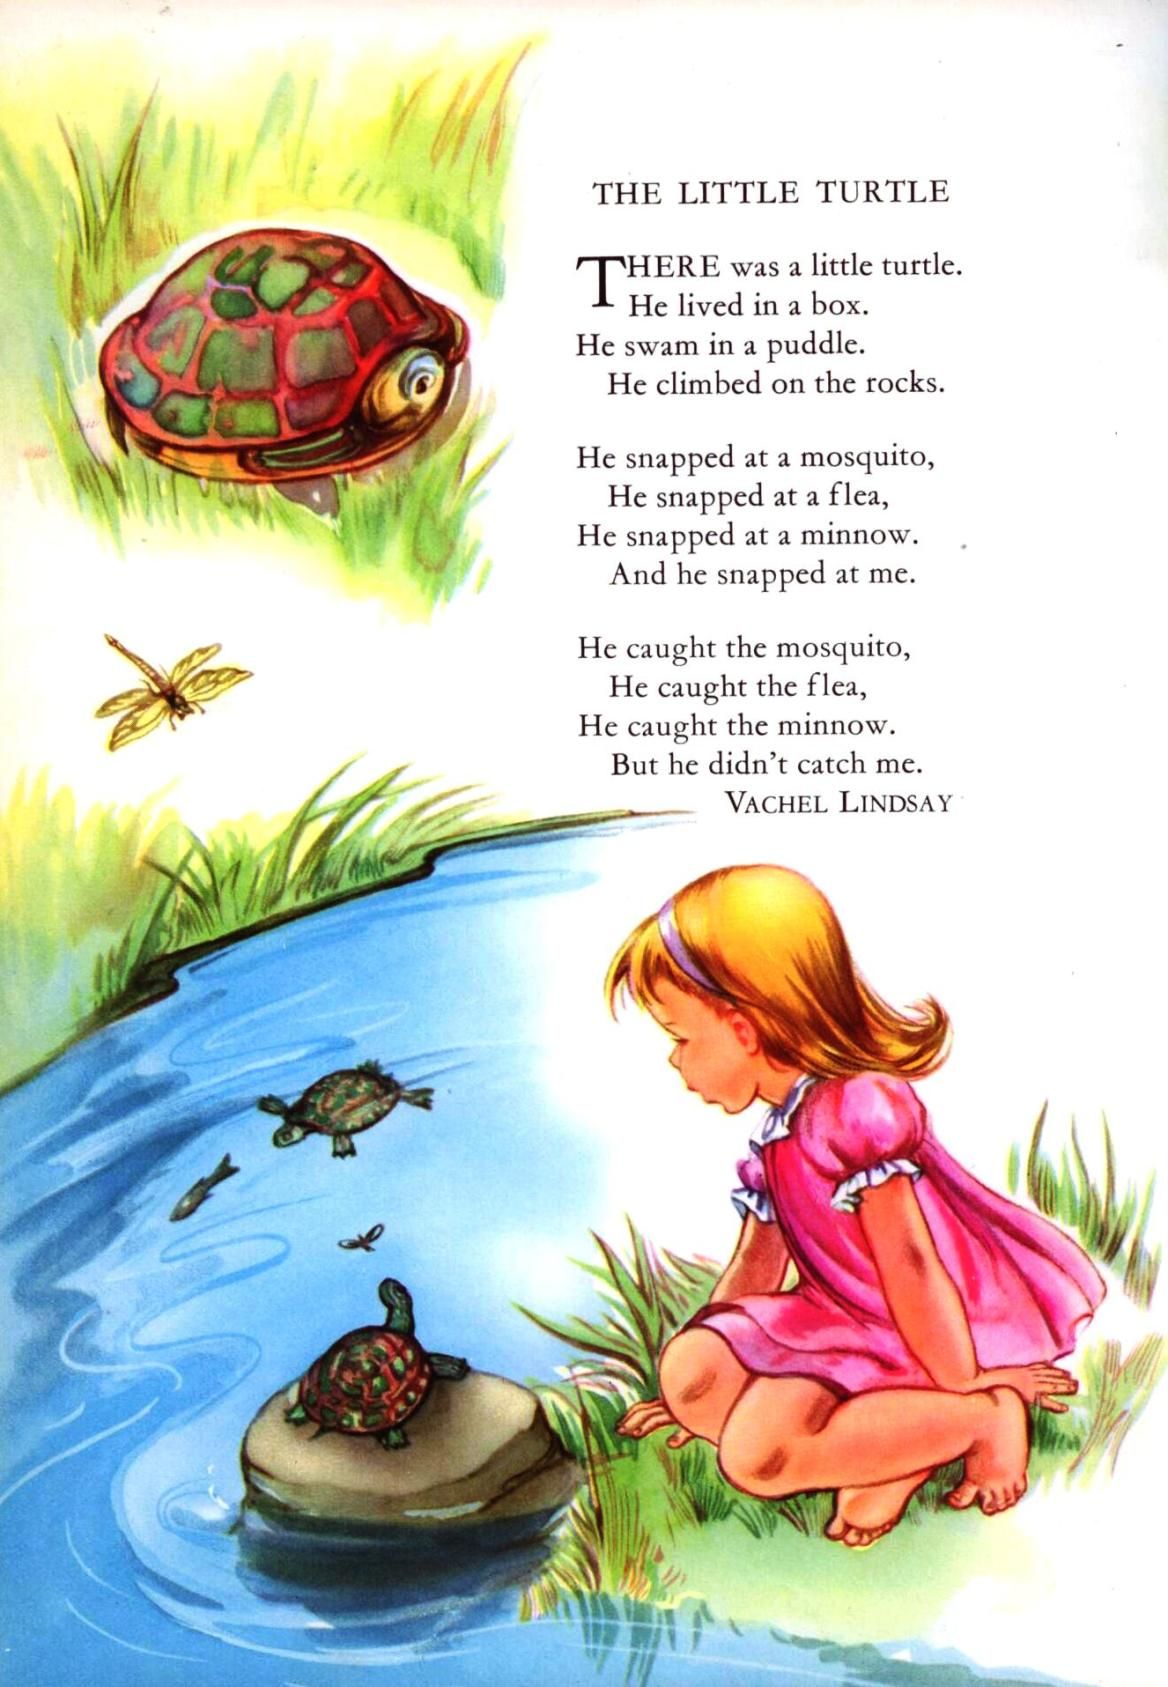 THE LITTLE TURTLE
THERE was a little turtle.
He lived in a box.
He swam in a puddle.
He climbed on the rocks.
He snapped at a mosquito,
He snapped at a flea,
He snapped at a minnow.
And he snapped at me.
He caught the mosquito,
He caught the flea,
He caught the minnow.
But he didn't catch me.
VACHEL LINDSAY